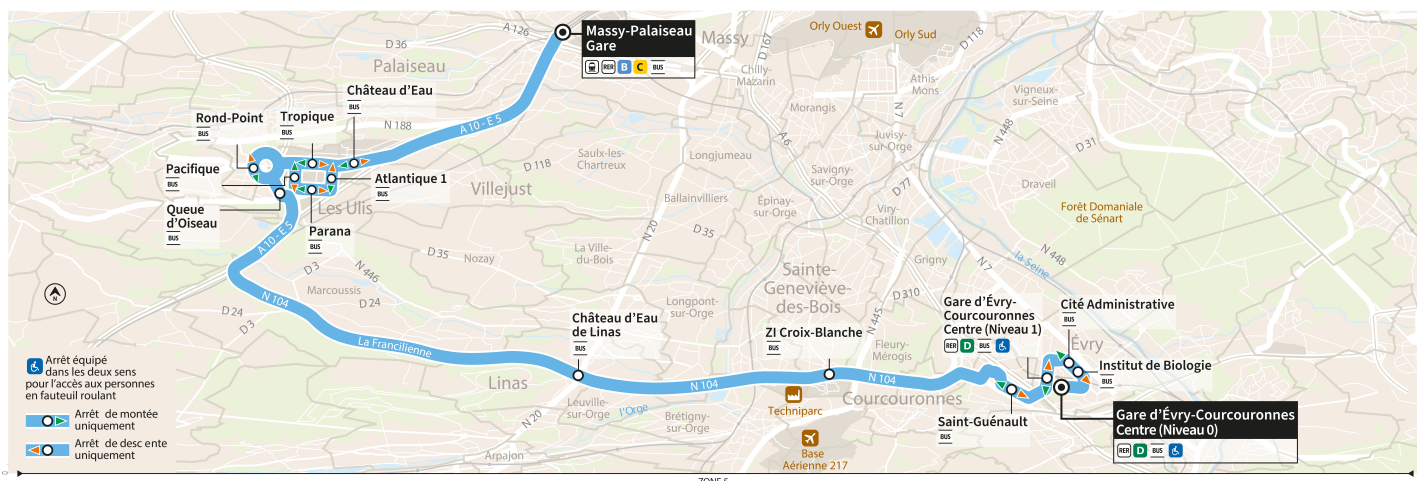 Massy-Palaiseau
Gare
RER B C BUS
Massy
A 126
D 36
Palaiseau
D 167
Orly Ouest
Orly Sud
D 118
Chilly-
Mazarin
Athis-
Mons
Vigneux-
sur-Seine
Morangis
N 7
Château d'Eau
BUS
Rond-Point
BUS
Tropique
BUS
N 188
A 10 - E 5
A 6
Juvisy-
sur-Orge
N 448
D 31
Pacifique
BUS
D 118
Saulx-les-
Chartreux
Longjumeau
Savigny-
sur-Orge
D 77
Atlantique 1
BUS
Villejust
Ballainvilliers
Draveil
Queue
d'Oiseau
BUS
Les Ulis
Épinay-
sur-Orge
Viry-
Chatillon
Forêt Domaniale
de Sénart
Parana
BUS
A 10 - E 5
N 20
D 35
D 35
Nozay
La Ville-
du-Bois
Grigny
N 7
la Seine
N 448
D 3
N 446
Marcoussis
D 24
D 24
D 3
N 104
N
Sainte-
Geneviève-
des-Bois
D 310
Longpont-
sur-Orge
N 445
Gare d'Évry-
Courcouronnes
Centre (Niveau 1)
RER D BUS
Cité Administrative
BUS
Château d'Eau
de Linas
BUS
ZI Croix-Blanche
BUS
Fleury-
Mérogis
Évry
La Francilienne
Institut de Biologie
BUS
Linas
N 104
N 104
Techniparc
Courcouronnes
Leuville-
sur-Orge
l'Orge
Brétigny-
sur-Orge
N 20
Saint-Guénault
BUS
Gare d'Évry-Courcouronnes
Centre (Niveau 0)
RER D BUS
Arpajon
Base
Aérienne 217
Arrêt équipé
dans les deux sens
pour l'accès aux personnes
en fauteuil roulant
Arrêt de montée
uniquement
Arrêt de desc ente
uniquement